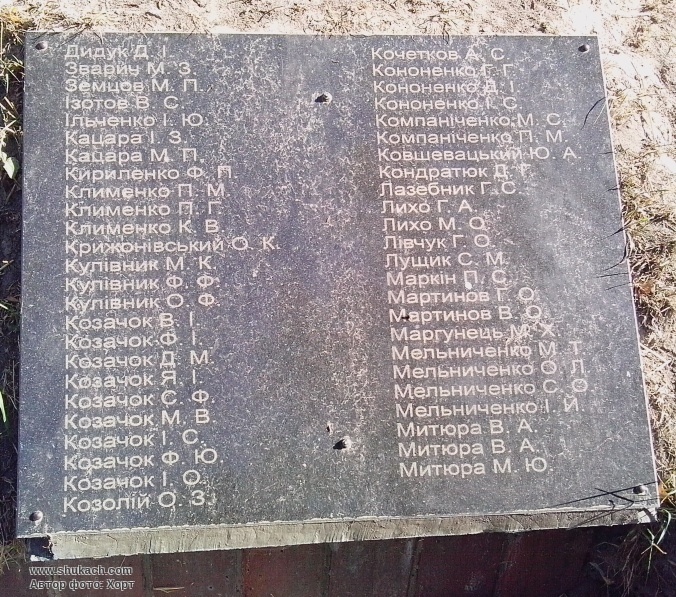 Дидук Д. І.
Зварич М. З.
Земцов М. П.
Ізотов В. С.
Ільченко І. Ю.
Кацара І. З.
Кацара М. П.
Кириленко Ф. П.
Клименко П. М.
Клименко П. Г.
Клименко К. В.
Крижонівський О. К.
Кулівник М. К.
Кулівник Ф. Ф.
Кулівник О. Ф.
Козачок В. І.
Козачок Ф. І.
Козачок Д. М.
Козачок Я. І.
Козачок С. Ф.
Козачок М. В.
Козачок І. С.
Козачок Ф. Ю.
Козачок І. О.
Козолій О. З.
Кочетков А. С.
Кононенко Г. Г.
Кононенко Д. І.
Кононенко І. С.
Компаніченко М. С.
Компаніченко П. М.
Ковшевацький Ю. А.
Кондратюк Д. Г.
Лазебник Г. С.
Лихо Г. А.
Лихо М. О.
Лівчук Г. О.
Лущик С. М.
Маркін П. С.
Мартинов Г. О.
Мартинов В. О.
Маргунець М. Х.
Мельниченко М. Т.
Мельниченко О. Л.
Мельниченко С. О.
Мельниченко І. Й.
Митюра В. А.
Митюра В. А.
Митюра М. Ю.
www.shukach.com
Автор фото: Хорт